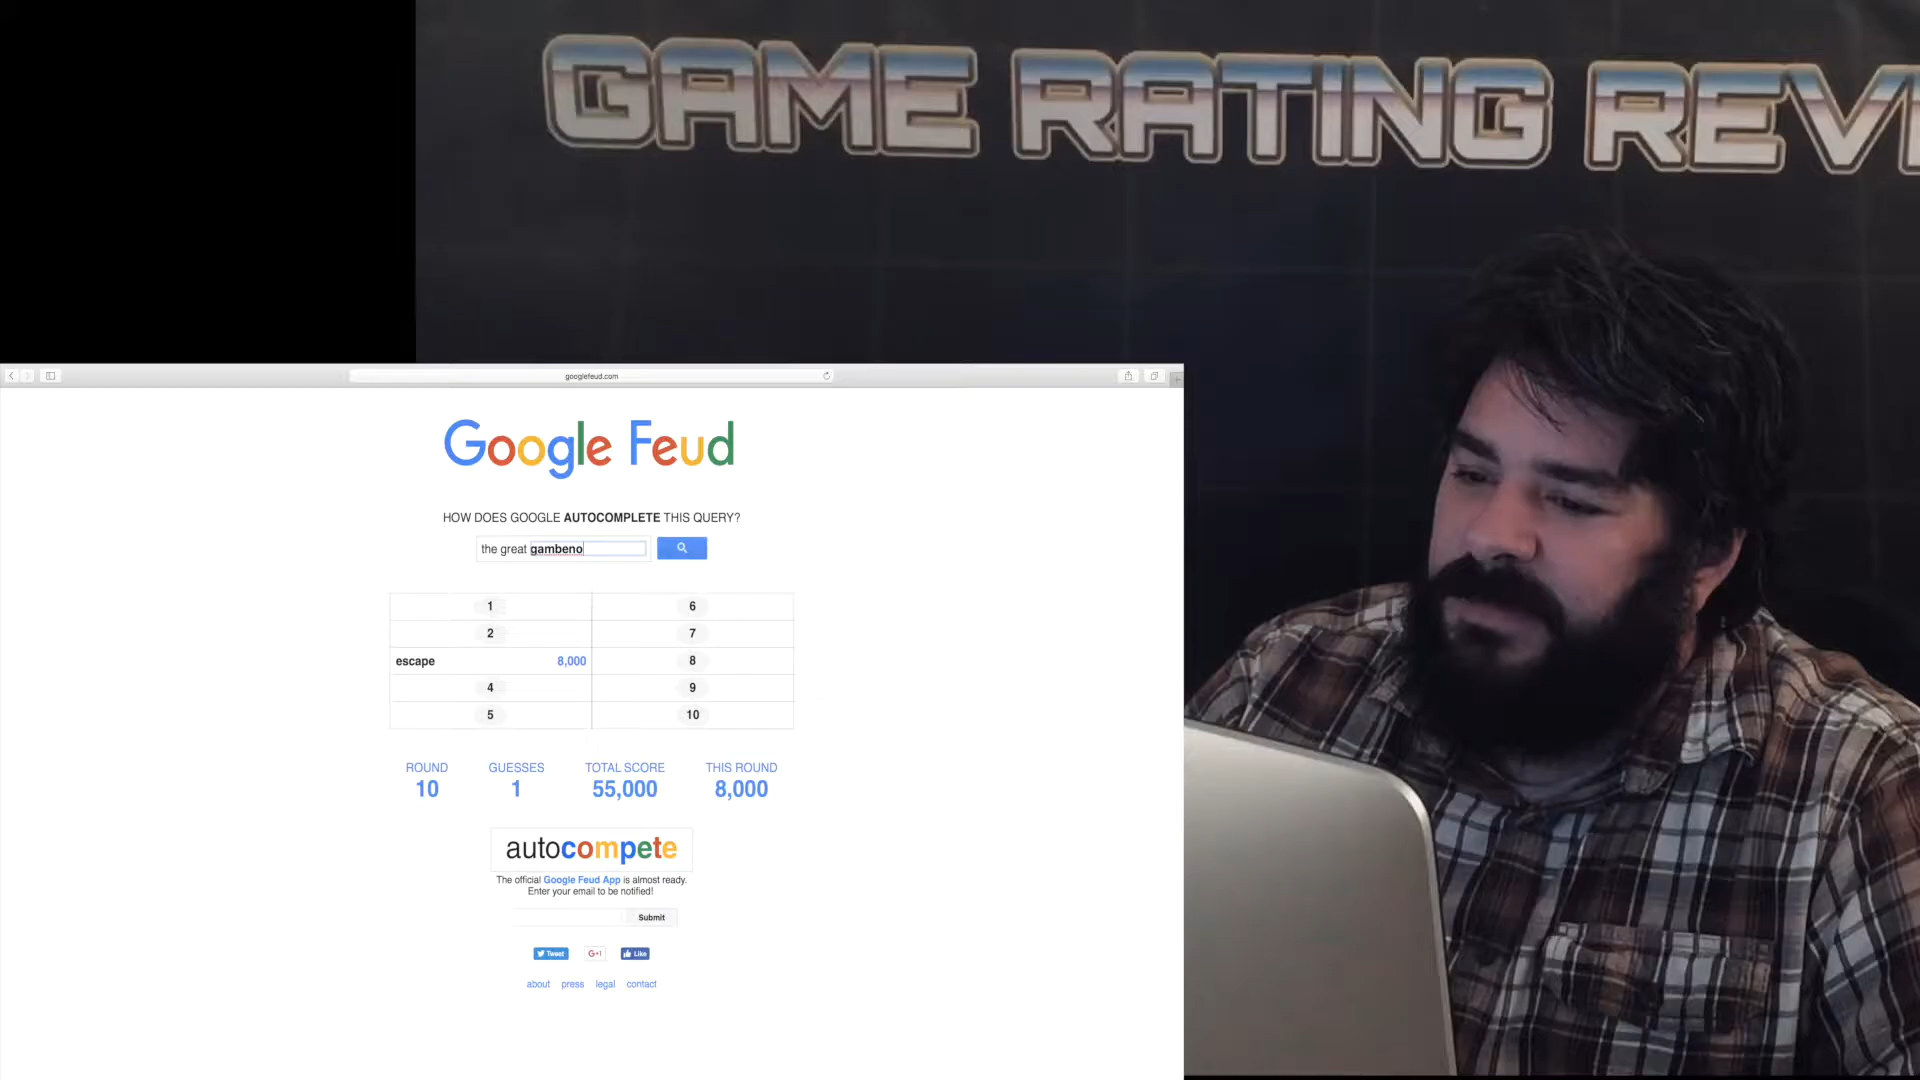 GAME RATING REV
googlefeud.com
Google Feud
HOW DOES GOOGLE AUTOCOMPLETE THIS QUERY?
the great gambeno
1
6
2
7
escape 8,000
8
4
9
5
10
ROUND GUESSES TOTAL SCORE THIS ROUND
10 1 55,000 8,000
autocompete
The official Google Feud App is almost ready.
Enter your email to be notified!
Submit
Tweet G+1 Like
about press legal contact